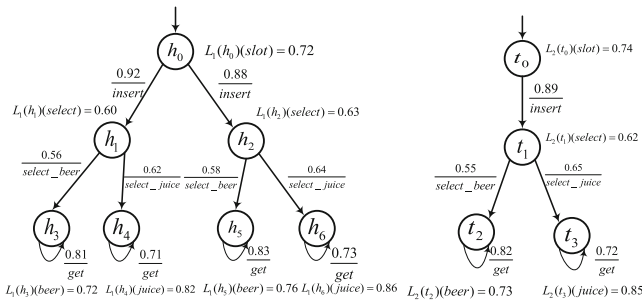 h₀ L₁(h₀)(slot) = 0.72
0.92
insert
0.88
insert
L₁(h₁)(select) = 0.60
L₁(h₂)(select) = 0.63
h₁ h₂
0.56
select_beer
0.62
select_juice
0.58
select_beer
0.64
select_juice
h₃ h₄ h₅ h₆
0.81
get
0.71
get
0.83
get
0.73
get
L₁(h₃)(beer) = 0.72 L₁(h₄)(juice) = 0.82 L₁(h₅)(beer) = 0.76 L₁(h₆)(juice) = 0.86
t₀ L₂(t₀)(slot) = 0.74
0.89
insert
t₁ L₂(t₁)(select) = 0.62
0.55
select_beer
0.65
select_juice
t₂ t₃
0.82
get
0.72
get
L₂(t₂)(beer) = 0.73 L₂(t₃)(juice) = 0.85